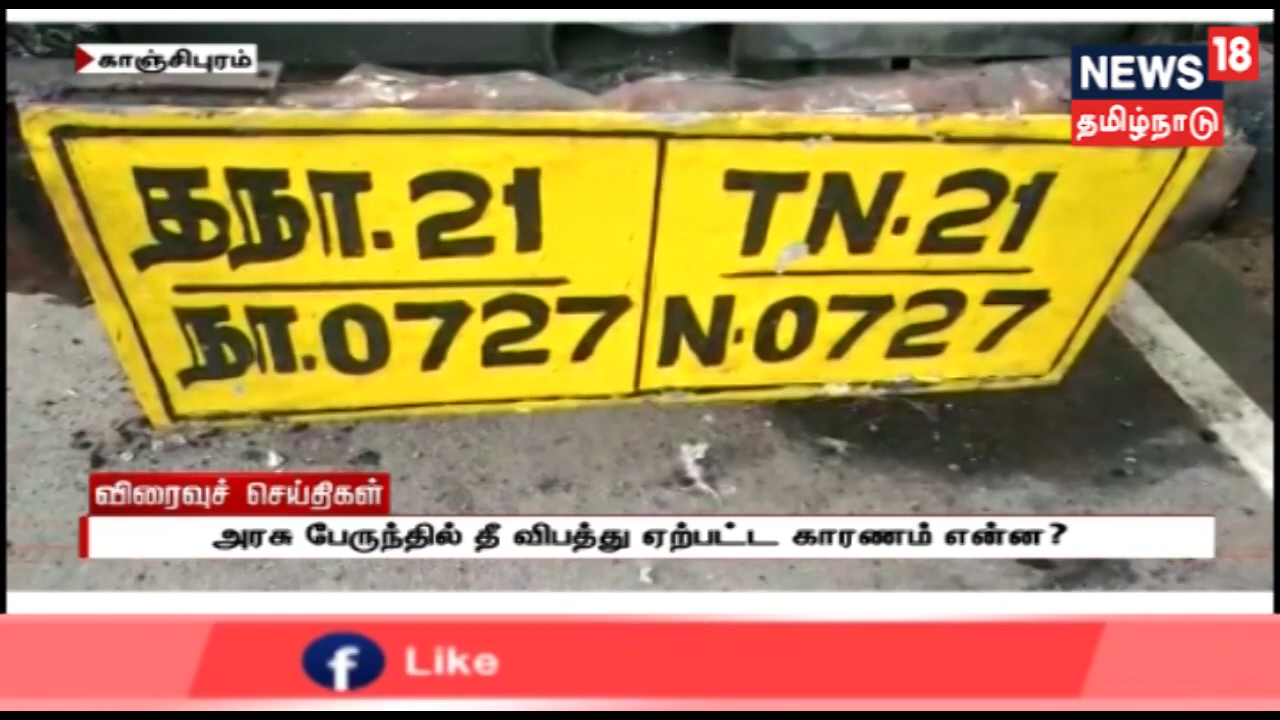 காஞ்சிபுரம்
NEWS 18
தமிழ்நாடு
தநா.21
நா.0727
TN.21
N.0727
விரைவுச் செய்திகள்
அரசு பேருந்தில் தீ விபத்து ஏற்பட்ட காரணம் என்ன?
f Like